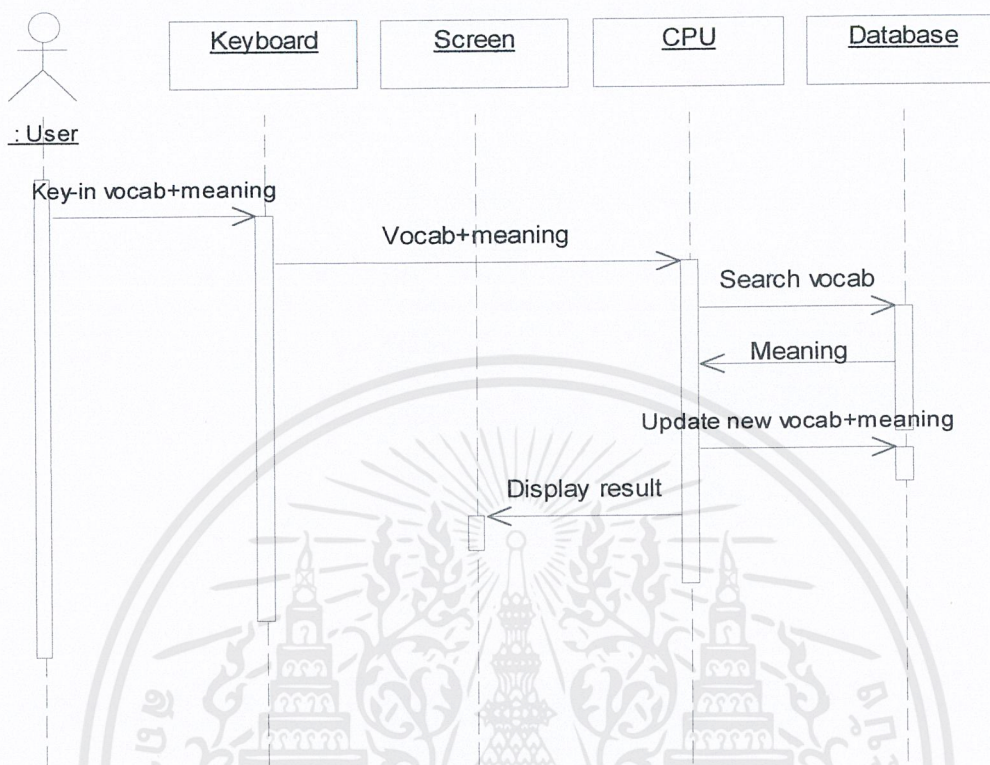 Keyboard
Screen
CPU
Database
: User
Key-in vocab+meaning
Vocab+meaning
Search vocab
Meaning
Update new vocab+meaning
Display result